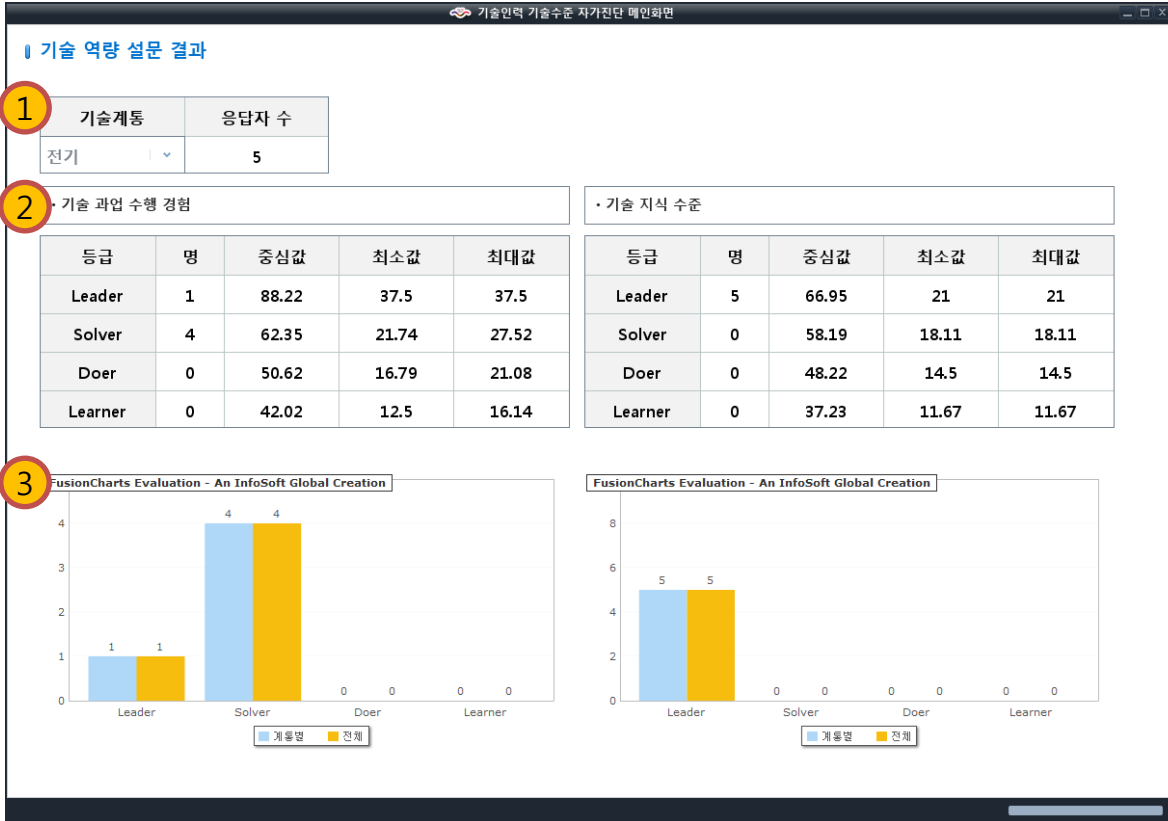 기술인력 기술수준 자가진단 메인화면
기술 역량 설문 결과
1
기술계통 응답자 수
전기 5
2
· 기술 과업 수행 경험
등급 명 중심값 최소값 최대값
Leader 1 88.22 37.5 37.5
Solver 4 62.35 21.74 27.52
Doer 0 50.62 16.79 21.08
Learner 0 42.02 12.5 16.14
· 기술 지식 수준
등급 명 중심값 최소값 최대값
Leader 5 66.95 21 21
Solver 0 58.19 18.11 18.11
Doer 0 48.22 14.5 14.5
Learner 0 37.23 11.67 11.67
3
FusionCharts Evaluation - An InfoSoft Global Creation
4
3
2
1
0
1 1 4 4 0 0 0 0
Leader Solver Doer Learner
계통별 전체
FusionCharts Evaluation - An InfoSoft Global Creation
8
6
4
2
0
5 5 0 0 0 0 0 0
Leader Solver Doer Learner
계통별 전체